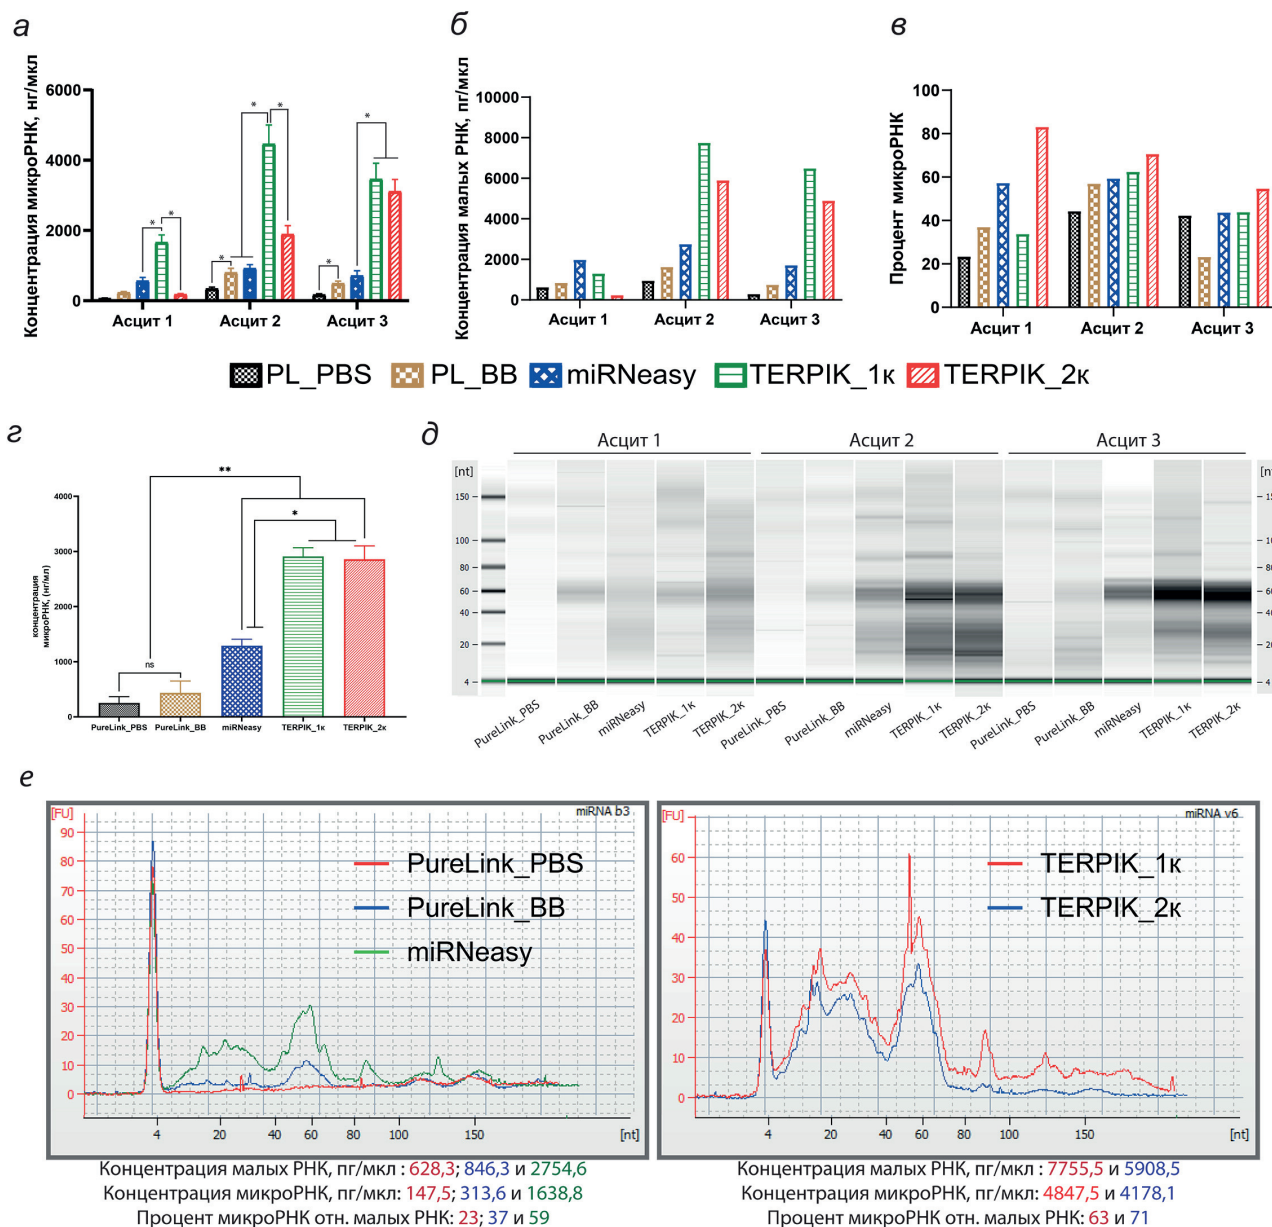 а
б
в
Концентрация микроРНК, нг/мкл
6000
4000
2000
0
Асцит 1
Асцит 2
Асцит 3
* * * * * * *
Концентрация малых РНК, пг/мкл
10000
8000
6000
4000
2000
0
Асцит 1
Асцит 2
Асцит 3
Процент микроРНК
100
80
60
40
20
0
Асцит 1
Асцит 2
Асцит 3
PL_PBS PL_BB miRNeasy TERPIK_1к TERPIK_2к
г
концентрация
микроРНК, (нг/мл)
4000
3000
2000
1000
0
**
*
ns
PureLink_PBS PureLink_BB miRNeasy TERPIK_1к TERPIK_2к
д
Асцит 1 Асцит 2 Асцит 3
[nt]
150
100
80
60
40
20
4
PureLink_PBS PureLink_BB miRNeasy TERPIK_1к TERPIK_2к PureLink_PBS PureLink_BB miRNeasy TERPIK_1к TERPIK_2к PureLink_PBS PureLink_BB miRNeasy TERPIK_1к TERPIK_2к
е
[FU]
miRNA b3
90
80
70
60
50
40
30
20
10
0
PureLink_PBS
PureLink_BB
miRNeasy
4 20 40 60 80 100 150 [nt]
Концентрация малых РНК, пг/мкл : 628,3; 846,3 и 2754,6
Концентрация микроРНК, пг/мкл: 147,5; 313,6 и 1638,8
Процент микроРНК отн. малых РНК: 23; 37 и 59
[FU]
miRNA v6
60
50
40
30
20
10
0
TERPIK_1к
TERPIK_2к
4 20 40 60 80 100 150 [nt]
Концентрация малых РНК, пг/мкл: 7755,5 и 5908,5
Концентрация микроРНК, пг/мкл: 4847,5 и 4178,1
Процент микроРНК отн. малых РНК: 63 и 71